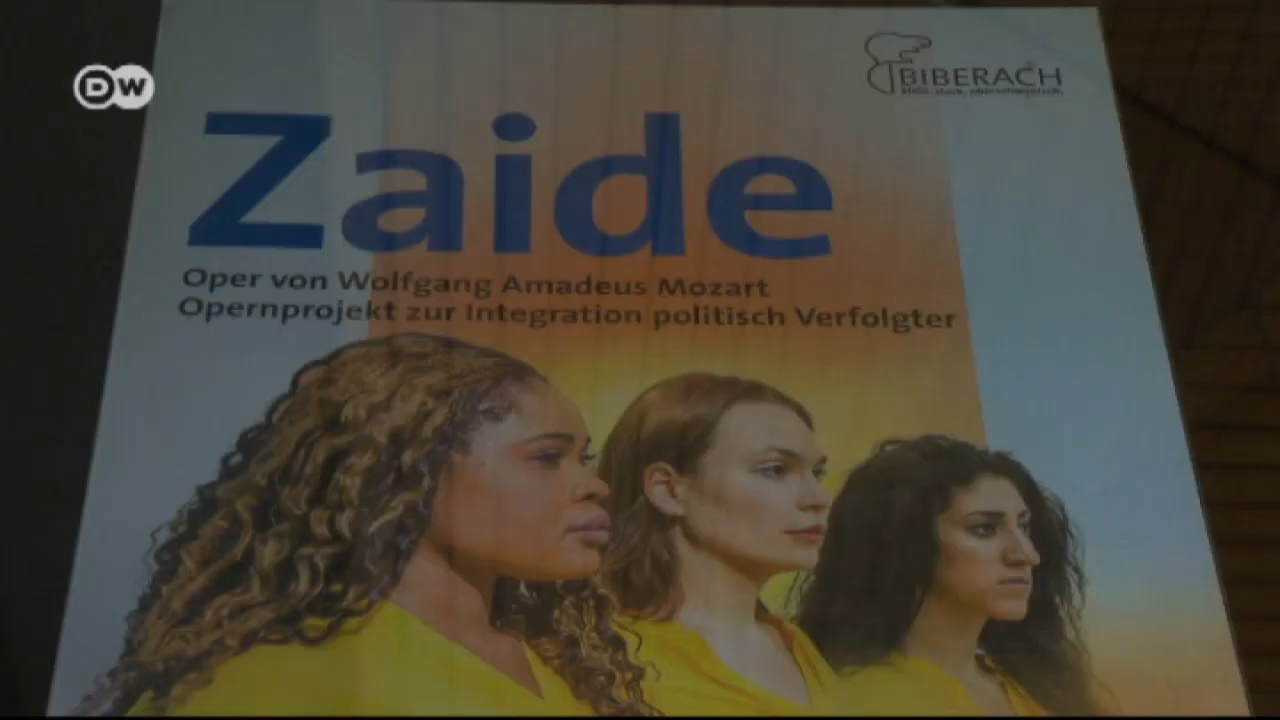 DW
BIBERACH
Zaide
Oper von Wolfgang Amadeus Mozart
Opernprojekt zur Integration politisch Verfolgter